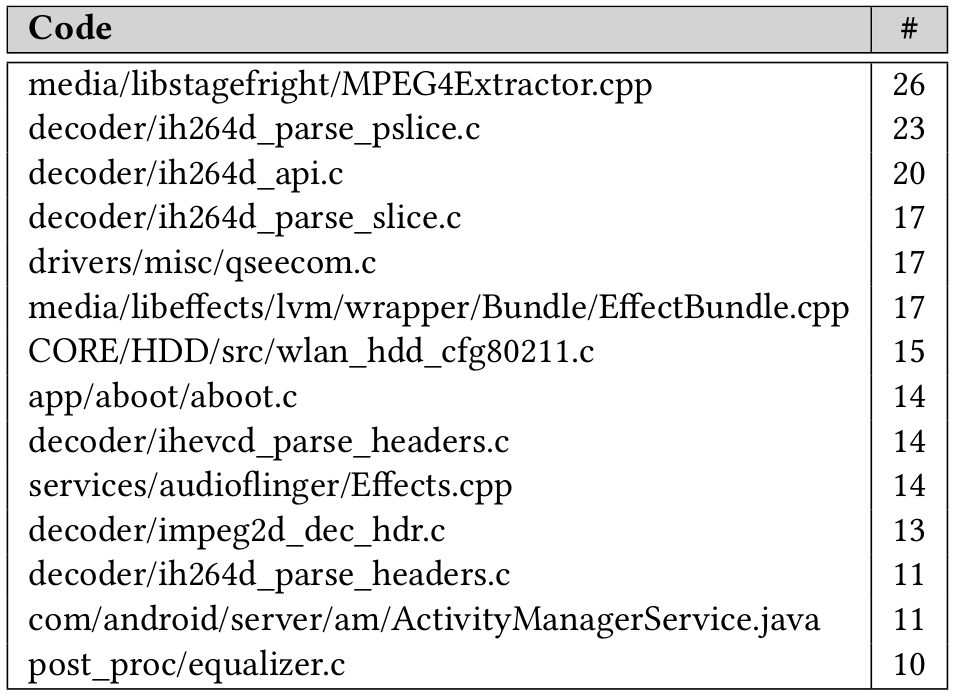 Code #
media/libstagefright/MPEG4Extractor.cpp 26
decoder/ih264d_parse_pslice.c 23
decoder/ih264d_api.c 20
decoder/ih264d_parse_slice.c 17
drivers/misc/qseecom.c 17
media/libeffects/lvm/wrapper/Bundle/EffectBundle.cpp 17
CORE/HDD/src/wlan_hdd_cfg80211.c 15
app/aboot/aboot.c 14
decoder/ihevcd_parse_headers.c 14
services/audioflinger/Effects.cpp 14
decoder/impeg2d_dec_hdr.c 13
decoder/ih264d_parse_headers.c 11
com/android/server/am/ActivityManagerService.java 11
post_proc/equalizer.c 10